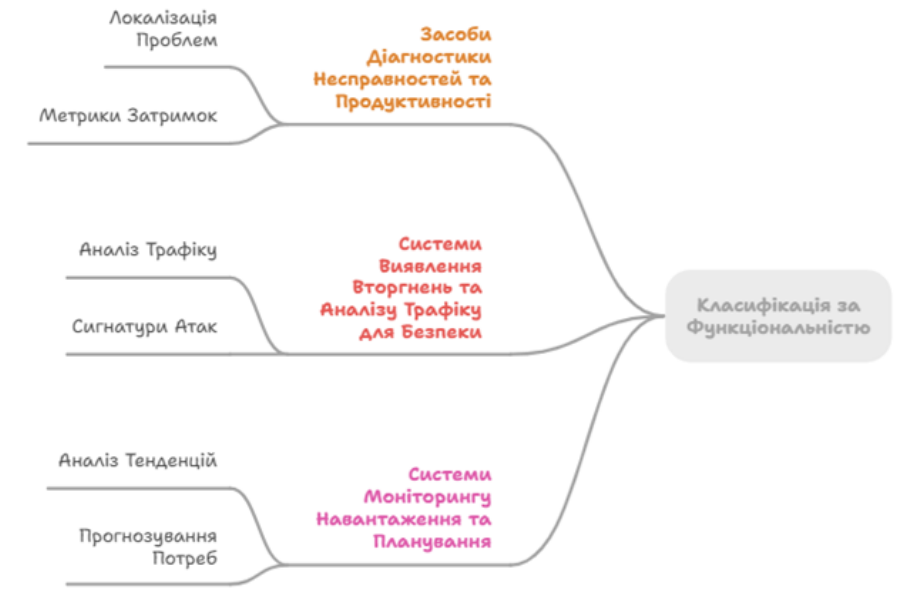 Локалізація
Проблем
Метрики Затримок
Засоби
Діагностики
Несправностей та
Продуктивності
Аналіз Трафіку
Сигнатури Атак
Системи
Виявлення
Вторгнень та
Аналізу Трафіку
для Безпеки
Класифікація за
Функціональністю
Аналіз Тенденцій
Прогнозування
Потреб
Системи
Моніторингу
Навантаження та
Планування